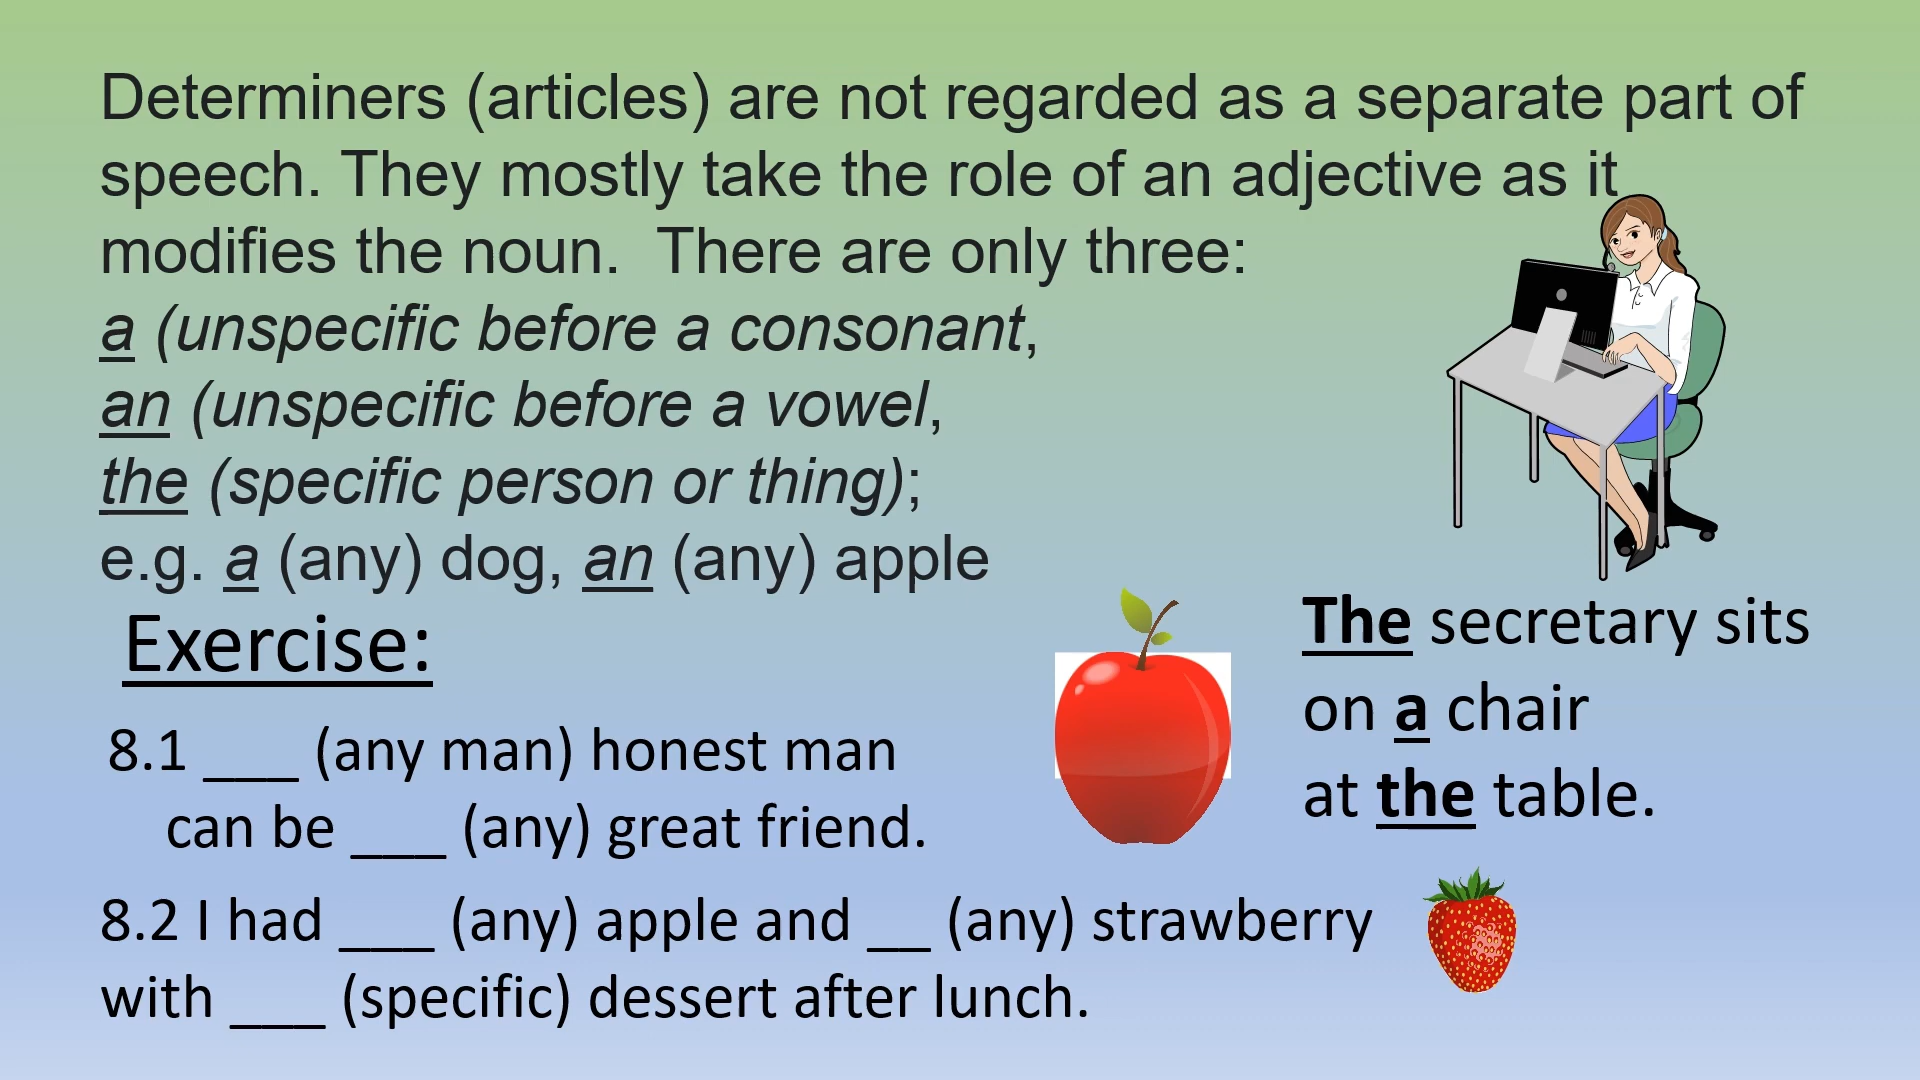 Determiners (articles) are not regarded as a separate part of
speech. They mostly take the role of an adjective as it
modifies the noun.  There are only three:
a (unspecific before a consonant,
an (unspecific before a vowel,
the (specific person or thing);
e.g. a (any) dog, an (any) apple
Exercise:
8.1 ___ (any man) honest man
can be ___ (any) great friend.
8.2 I had ___ (any) apple and __ (any) strawberry
with ___ (specific) dessert after lunch.
The secretary sits
on a chair
at the table.